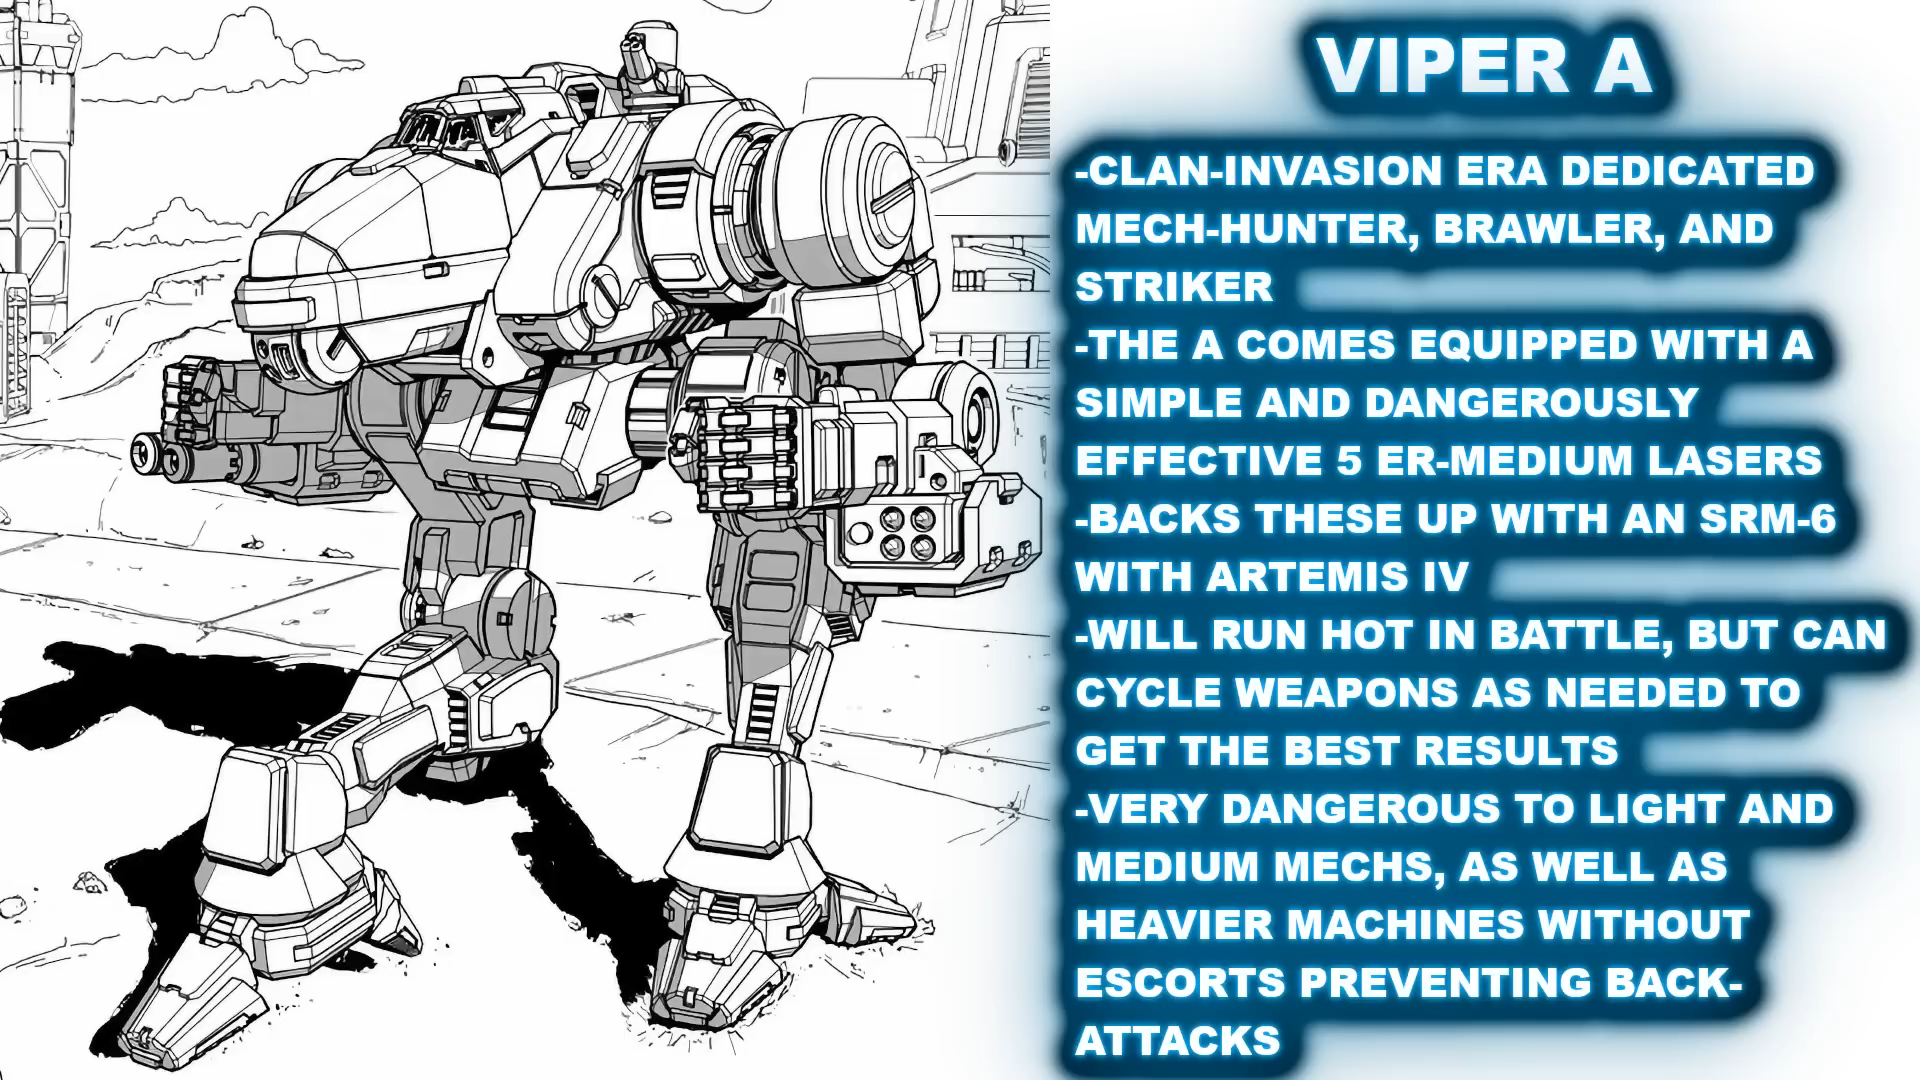 VIPER A
-CLAN-INVASION ERA DEDICATED
MECH-HUNTER, BRAWLER, AND
STRIKER
-THE A COMES EQUIPPED WITH A
SIMPLE AND DANGEROUSLY
EFFECTIVE 5 ER-MEDIUM LASERS
-BACKS THESE UP WITH AN SRM-6
WITH ARTEMIS IV
-WILL RUN HOT IN BATTLE, BUT CAN
CYCLE WEAPONS AS NEEDED TO
GET THE BEST RESULTS
-VERY DANGEROUS TO LIGHT AND
MEDIUM MECHS, AS WELL AS
HEAVIER MACHINES WITHOUT
ESCORTS PREVENTING BACK-
ATTACKS